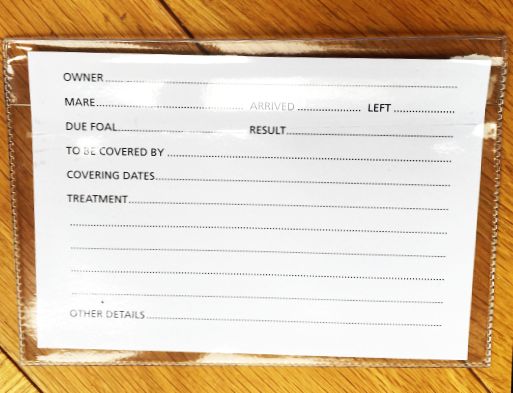 OWNER
MARE ARRIVED LEFT
DUE FOAL RESULT
TO BE COVERED BY
COVERING DATES
TREATMENT
OTHER DETAILS